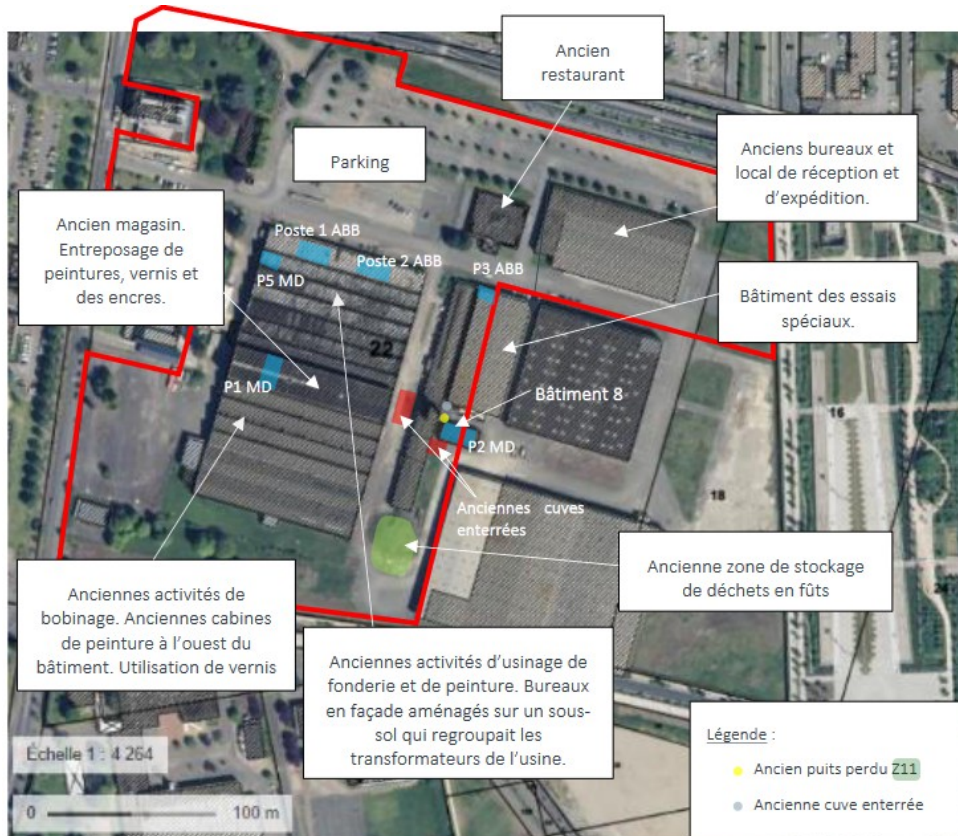 Ancien
restaurant
Parking
Anciens bureaux et
local de réception et
d'expédition.
Ancien magasin.
Entreposage de
peintures, vernis et
des encres.
Poste 1 ABB
Poste 2 ABB
P5 MD
P3 ABB
Bâtiment des essais
spéciaux.
22
P1 MD
Bâtiment 8
P2 MD
16
18
Anciennes cuves
enterrées
Ancienne zone de stockage
de déchets en fûts
Anciennes activités de
bobinage. Anciennes cabines
de peinture à l'ouest du
bâtiment. Utilisation de vernis
Anciennes activités d'usinage de
fonderie et de peinture. Bureaux
en façade aménagés sur un sous-
sol qui regroupait les
transformateurs de l'usine.
Échelle 1 : 4 264
0 100 m
Légende :
Ancien puits perdu Z11
Ancienne cuve enterrée